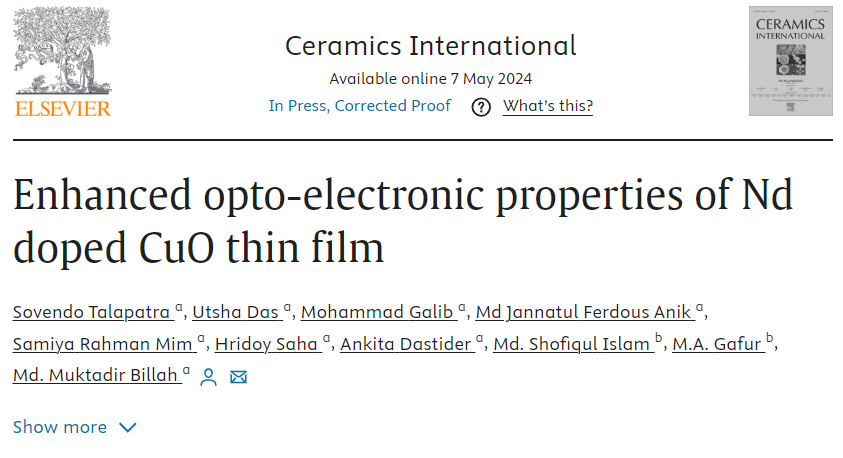 ELSEVIER
Ceramics International
Available online 7 May 2024
In Press, Corrected Proof ? What's this?
CERAMICS
INTERNATIONAL
Enhanced opto-electronic properties of Nd
doped CuO thin film
Sovendo Talapatra a, Utsha Das a, Mohammad Galib a, Md Jannatul Ferdous Anik a,
Samiya Rahman Mim a, Hridoy Saha a, Ankita Dastider a, Md. Shofiqul Islam b, M.A. Gafur b,
Md. Muktadir Billah a
Show more